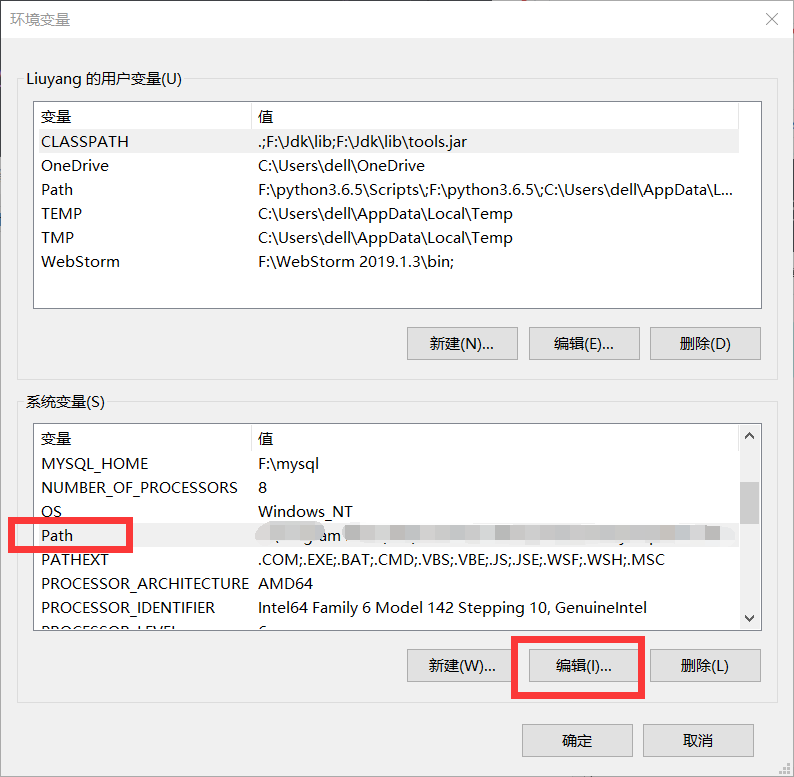 环境变量
Liuyang 的用户变量(U)
变量 值
CLASSPATH .;F:\Jdk\lib;F:\Jdk\lib\tools.jar
OneDrive C:\Users\dell\OneDrive
Path F:\python3.6.5\Scripts\;F:\python3.6.5\;C:\Users\dell\AppData\L...
TEMP C:\Users\dell\AppData\Local\Temp
TMP C:\Users\dell\AppData\Local\Temp
WebStorm F:\WebStorm 2019.1.3\bin;
新建(N)... 编辑(E)... 删除(D)
系统变量(S)
变量 值
MYSQL_HOME F:\mysql
NUMBER_OF_PROCESSORS 8
OS Windows_NT
Path
PATHEXT .COM;.EXE;.BAT;.CMD;.VBS;.VBE;.JS;.JSE;.WSF;.WSH;.MSC
PROCESSOR_ARCHITECTURE AMD64
PROCESSOR_IDENTIFIER Intel64 Family 6 Model 142 Stepping 10, GenuineIntel
PROCESSOR_LEVEL 6
新建(W)... 编辑(I)... 删除(L)
确定 取消